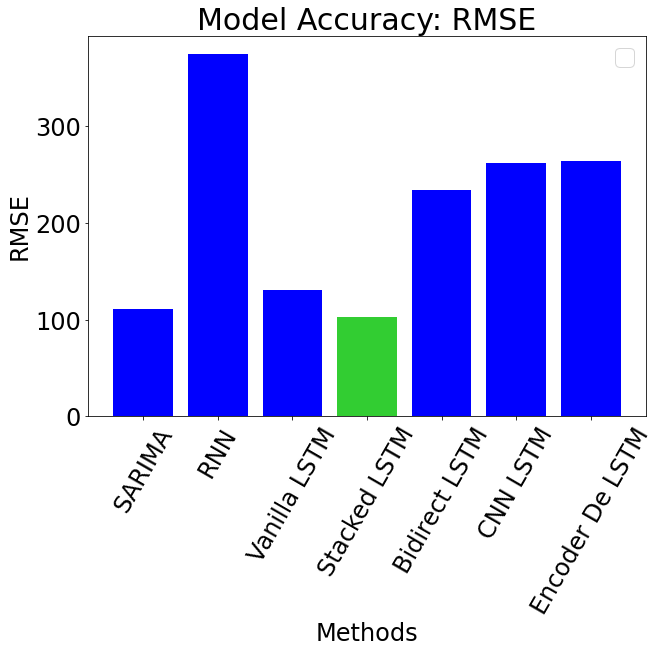 Model Accuracy: RMSE
RMSE
300
200
100
0
SARIMA
RNN
Vanilla LSTM
Stacked LSTM
Bidirect LSTM
CNN LSTM
Encoder De LSTM
Methods